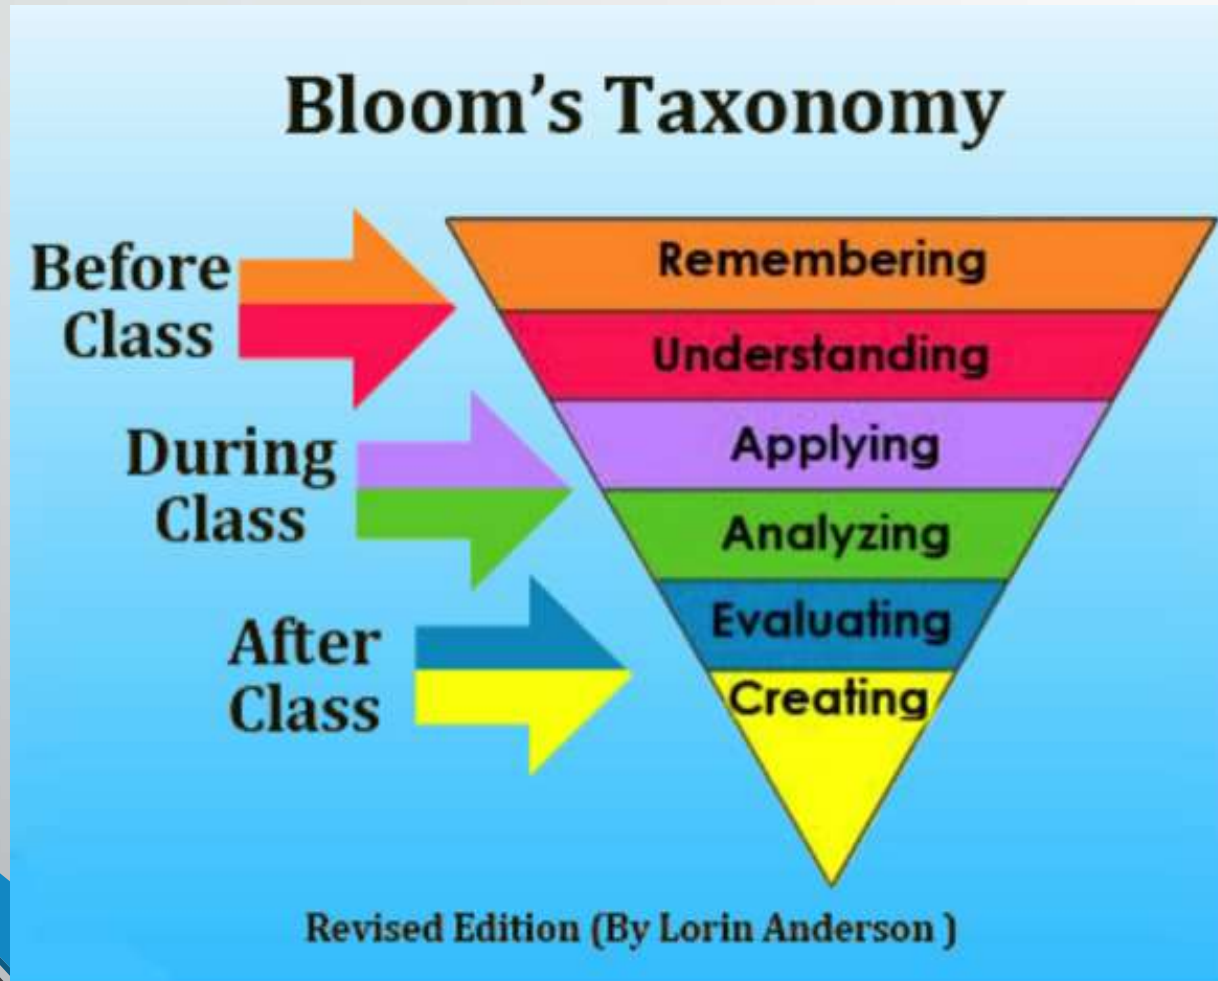 Bloom's Taxonomy
Before
Class
Remembering
Understanding
During
Class
Applying
Analyzing
After
Class
Evaluating
Creating
Revised Edition (By Lorin Anderson )